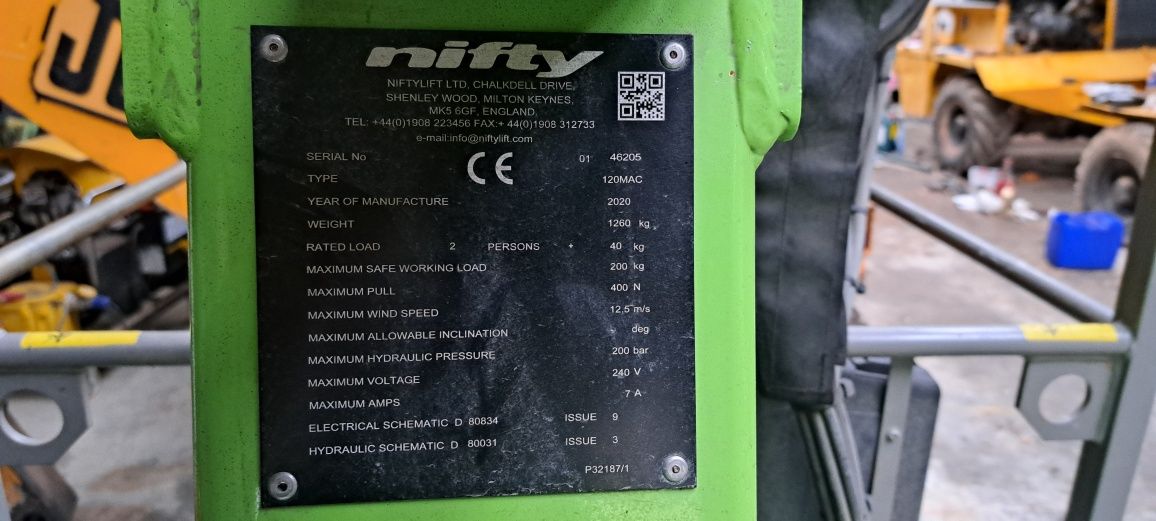 nifty
NIFTYLIFT LTD, CHALKDELL DRIVE,
SHENLEY WOOD, MILTON KEYNES,
MK5 6GF, ENGLAND.
TEL: +44(0)1908 223456 FAX:+ 44(0)1908 312733
e-mail:info@niftylift.com
SERIAL No CE 01 46205
TYPE 120MAC
YEAR OF MANUFACTURE 2020
WEIGHT 1260 kg
RATED LOAD 2 PERSONS + 40 kg
MAXIMUM SAFE WORKING LOAD 200 kg
MAXIMUM PULL 400 N
MAXIMUM WIND SPEED 12,5 m/s
MAXIMUM ALLOWABLE INCLINATION deg
MAXIMUM HYDRAULIC PRESSURE 200 bar
MAXIMUM VOLTAGE 240 V
MAXIMUM AMPS 7 A
ELECTRICAL SCHEMATIC D 80834 ISSUE 9
HYDRAULIC SCHEMATIC D 80031 ISSUE 3
P32187/1